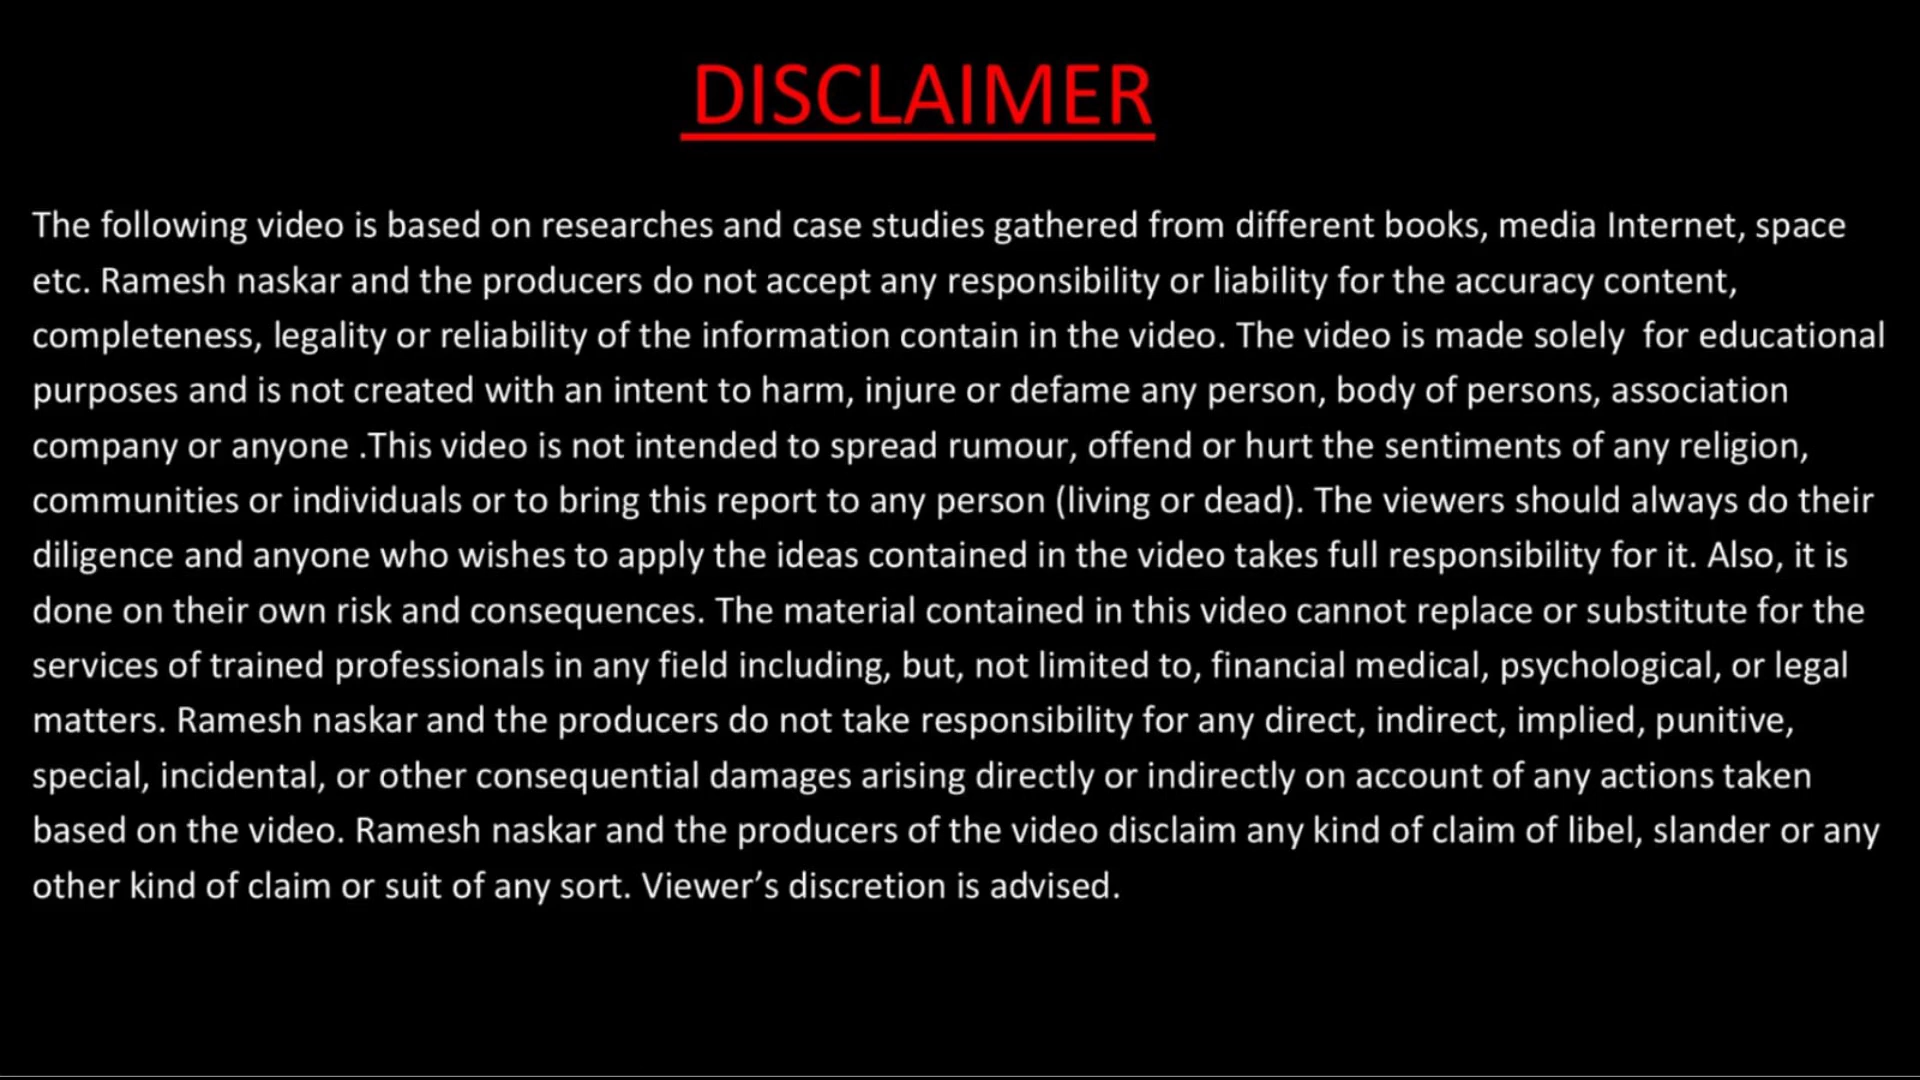 DISCLAIMER
The following video is based on researches and case studies gathered from different books, media Internet, space
etc. Ramesh naskar and the producers do not accept any responsibility or liability for the accuracy content,
completeness, legality or reliability of the information contain in the video. The video is made solely  for educational
purposes and is not created with an intent to harm, injure or defame any person, body of persons, association
company or anyone .This video is not intended to spread rumour, offend or hurt the sentiments of any religion,
communities or individuals or to bring this report to any person (living or dead). The viewers should always do their
diligence and anyone who wishes to apply the ideas contained in the video takes full responsibility for it. Also, it is
done on their own risk and consequences. The material contained in this video cannot replace or substitute for the
services of trained professionals in any field including, but, not limited to, financial medical, psychological, or legal
matters. Ramesh naskar and the producers do not take responsibility for any direct, indirect, implied, punitive,
special, incidental, or other consequential damages arising directly or indirectly on account of any actions taken
based on the video. Ramesh naskar and the producers of the video disclaim any kind of claim of libel, slander or any
other kind of claim or suit of any sort. Viewer’s discretion is advised.